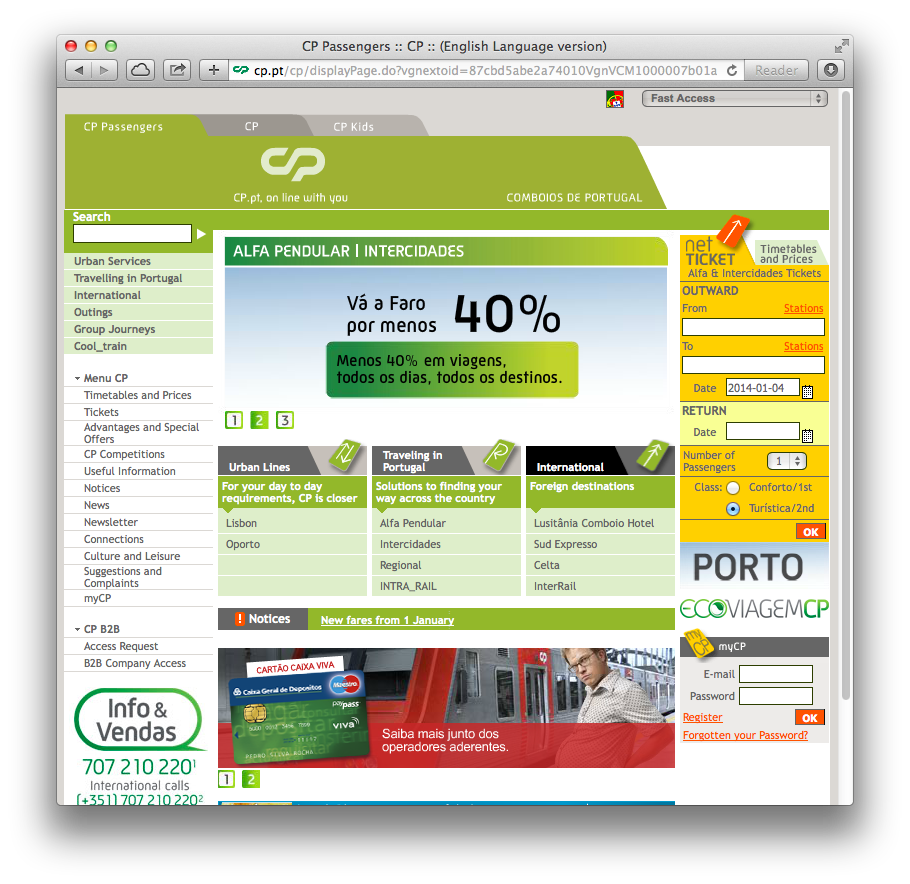 CP Passengers :: CP :: (English Language version)
cp.pt/cp/displayPage.do?vgnextoid=87cbd5abe2a74010VgnVCM1000007b01a
Reader
Fast Access
CP Passengers
CP
CP Kids
cp
CP.pt, on line with you
COMBOIOS DE PORTUGAL
Search
Urban Services
Travelling in Portugal
International
Outings
Group Journeys
Cool_train
Menu CP
Timetables and Prices
Tickets
Advantages and Special
Offers
CP Competitions
Useful Information
Notices
News
Newsletter
Connections
Culture and Leisure
Suggestions and
Complaints
myCP
CP B2B
Access Request
B2B Company Access
Info &
Vendas
707 210 220¹
International calls
(+351) 707 210 220²
ALFA PENDULAR | INTERCIDADES
Vá a Faro
por menos 40%
Menos 40% em viagens,
todos os dias, todos os destinos.
1 2 3
Urban Lines
For your day to day
requirements, CP is closer
Lisbon
Oporto
Traveling in
Portugal
Solutions to finding your
way across the country
Alfa Pendular
Intercidades
Regional
INTRA_RAIL
International
Foreign destinations
Lusitânia Comboio Hotel
Sud Expresso
Celta
InterRail
! Notices
New fares from 1 January
CARTÃO CAIXA VIVA
Caixa Geral de Depositos
Maestro
paypass
viva
PEDRO SILVA ROCHA
Saiba mais junto dos
operadores aderentes.
1 2
net
TICKET
Timetables
and Prices
Alfa & Intercidades Tickets
OUTWARD
From Stations
To Stations
Date 2014-01-04
RETURN
Date
Number of
Passengers 1
Class: Conforto/1st
Turística/2nd
OK
PORTO
ECOVIAGEMCP
my CP
myCP
E-mail
Password
Register OK
Forgotten your Password?